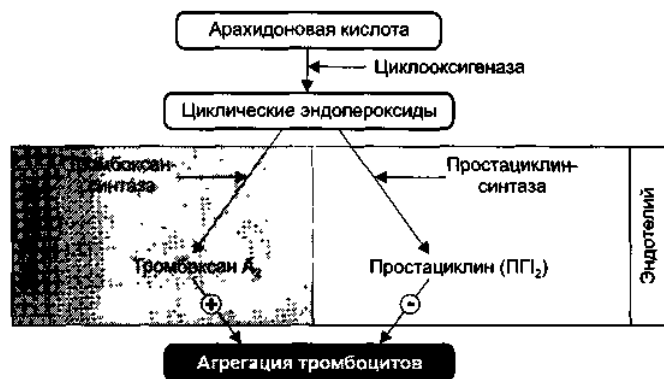 Арахидоновая кислота
Циклооксигеназа
Циклические эндопероксиды
Тромбоксан-
синтаза
Простациклин-
синтаза
Тромбоксан A₂
Простациклин (ПГI₂)
Эндотелий
+
-
Агрегация тромбоцитов